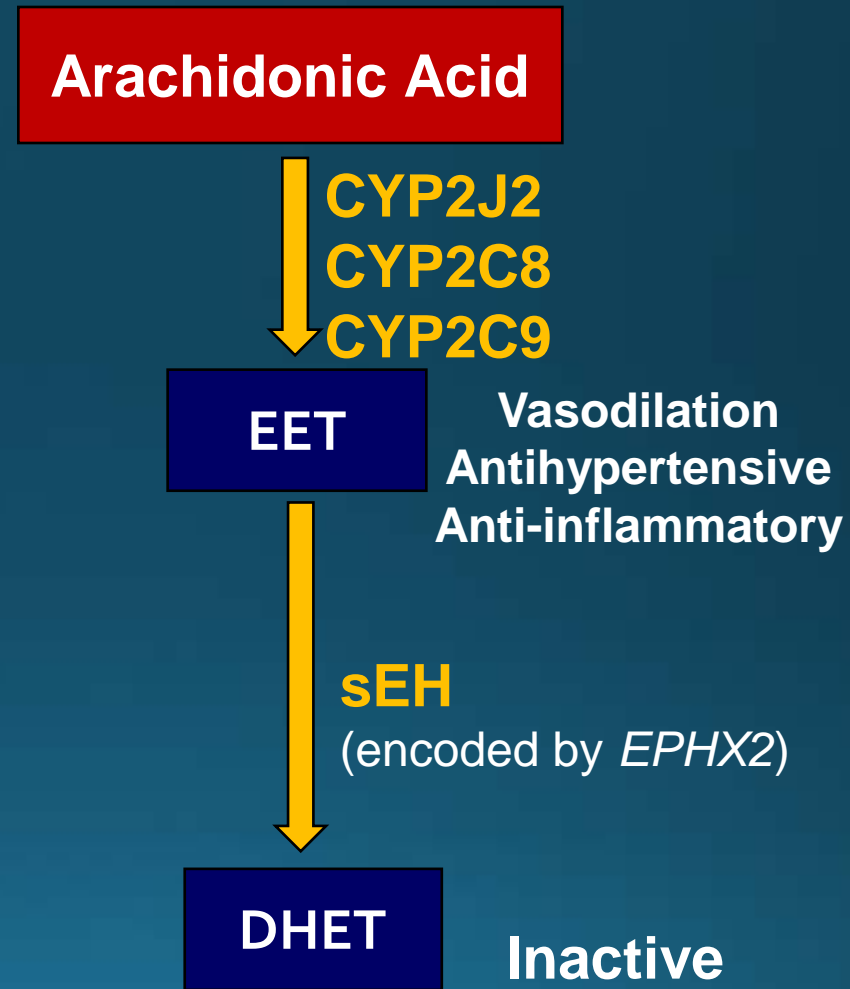 Arachidonic Acid
CYP2J2
CYP2C8
CYP2C9
EET
Vasodilation
Antihypertensive
Anti-inflammatory
sEH
(encoded by EPHX2)
DHET
Inactive